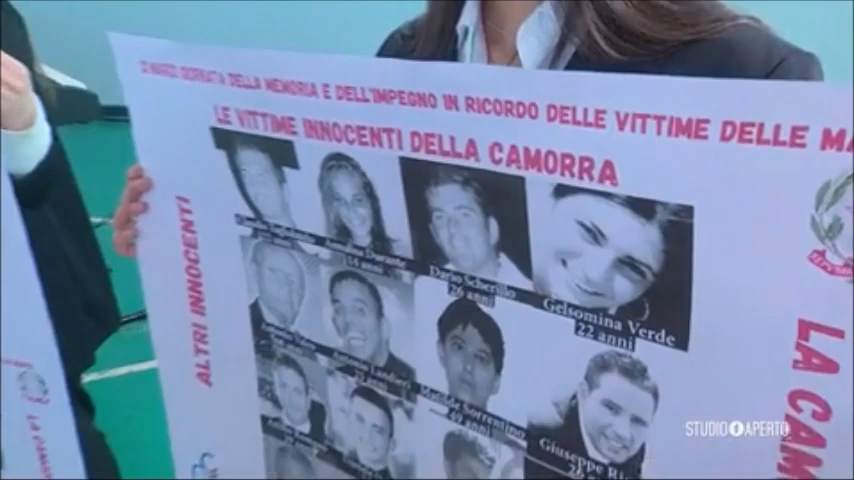 21 MARZO GIORNATA DELLA MEMORIA E DELL'IMPEGNO IN RICORDO DELLE VITTIME DELLE MA
LE VITTIME INNOCENTI DELLA CAMORRA
ALTRI INNOCENTI
Annalisa Durante
14 anni
Dario Scherillo
26 anni
Gelsomina Verde
22 anni
Antonio Landieri
Matilde Sorrentino
49 anni
Giuseppe Ri
LA CAM
STUDIO APERTO